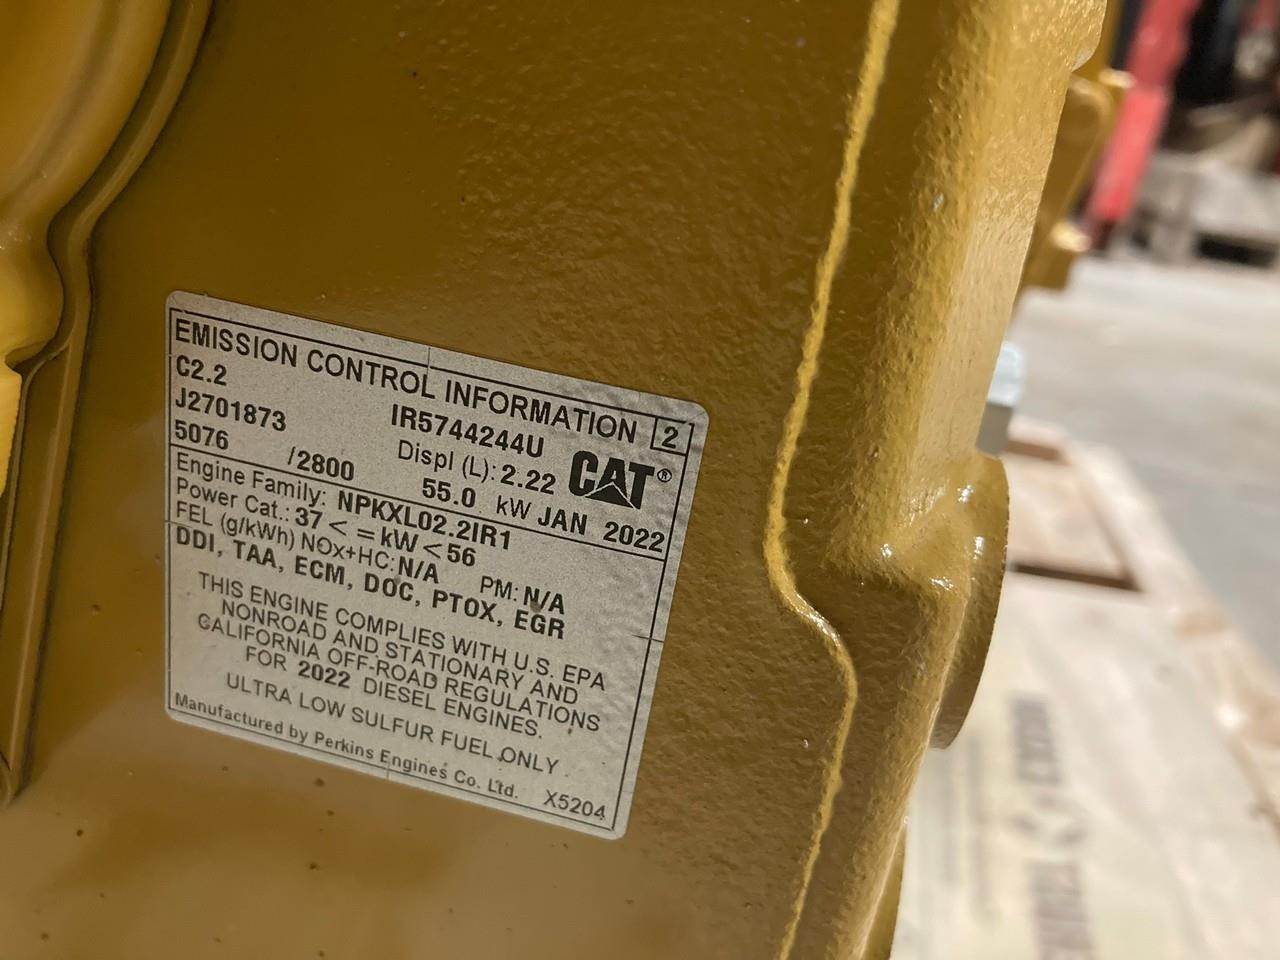 EMISSION CONTROL INFORMATION 2
C2.2 IR5744244U
J2701873 Displ (L): 2.22 CAT®
5076 /2800 55.0 kW JAN 2022
Engine Family: NPKXL02.2IR1
Power Cat.: 37 < = kW < 56
FEL (g/kWh) NOx+HC: N/A PM: N/A
DDI, TAA, ECM, DOC, PTOX, EGR
THIS ENGINE COMPLIES WITH U.S. EPA
NONROAD AND STATIONARY AND
CALIFORNIA OFF-ROAD REGULATIONS
FOR 2022 DIESEL ENGINES.
ULTRA LOW SULFUR FUEL ONLY
Manufactured by Perkins Engines Co. Ltd. X5204